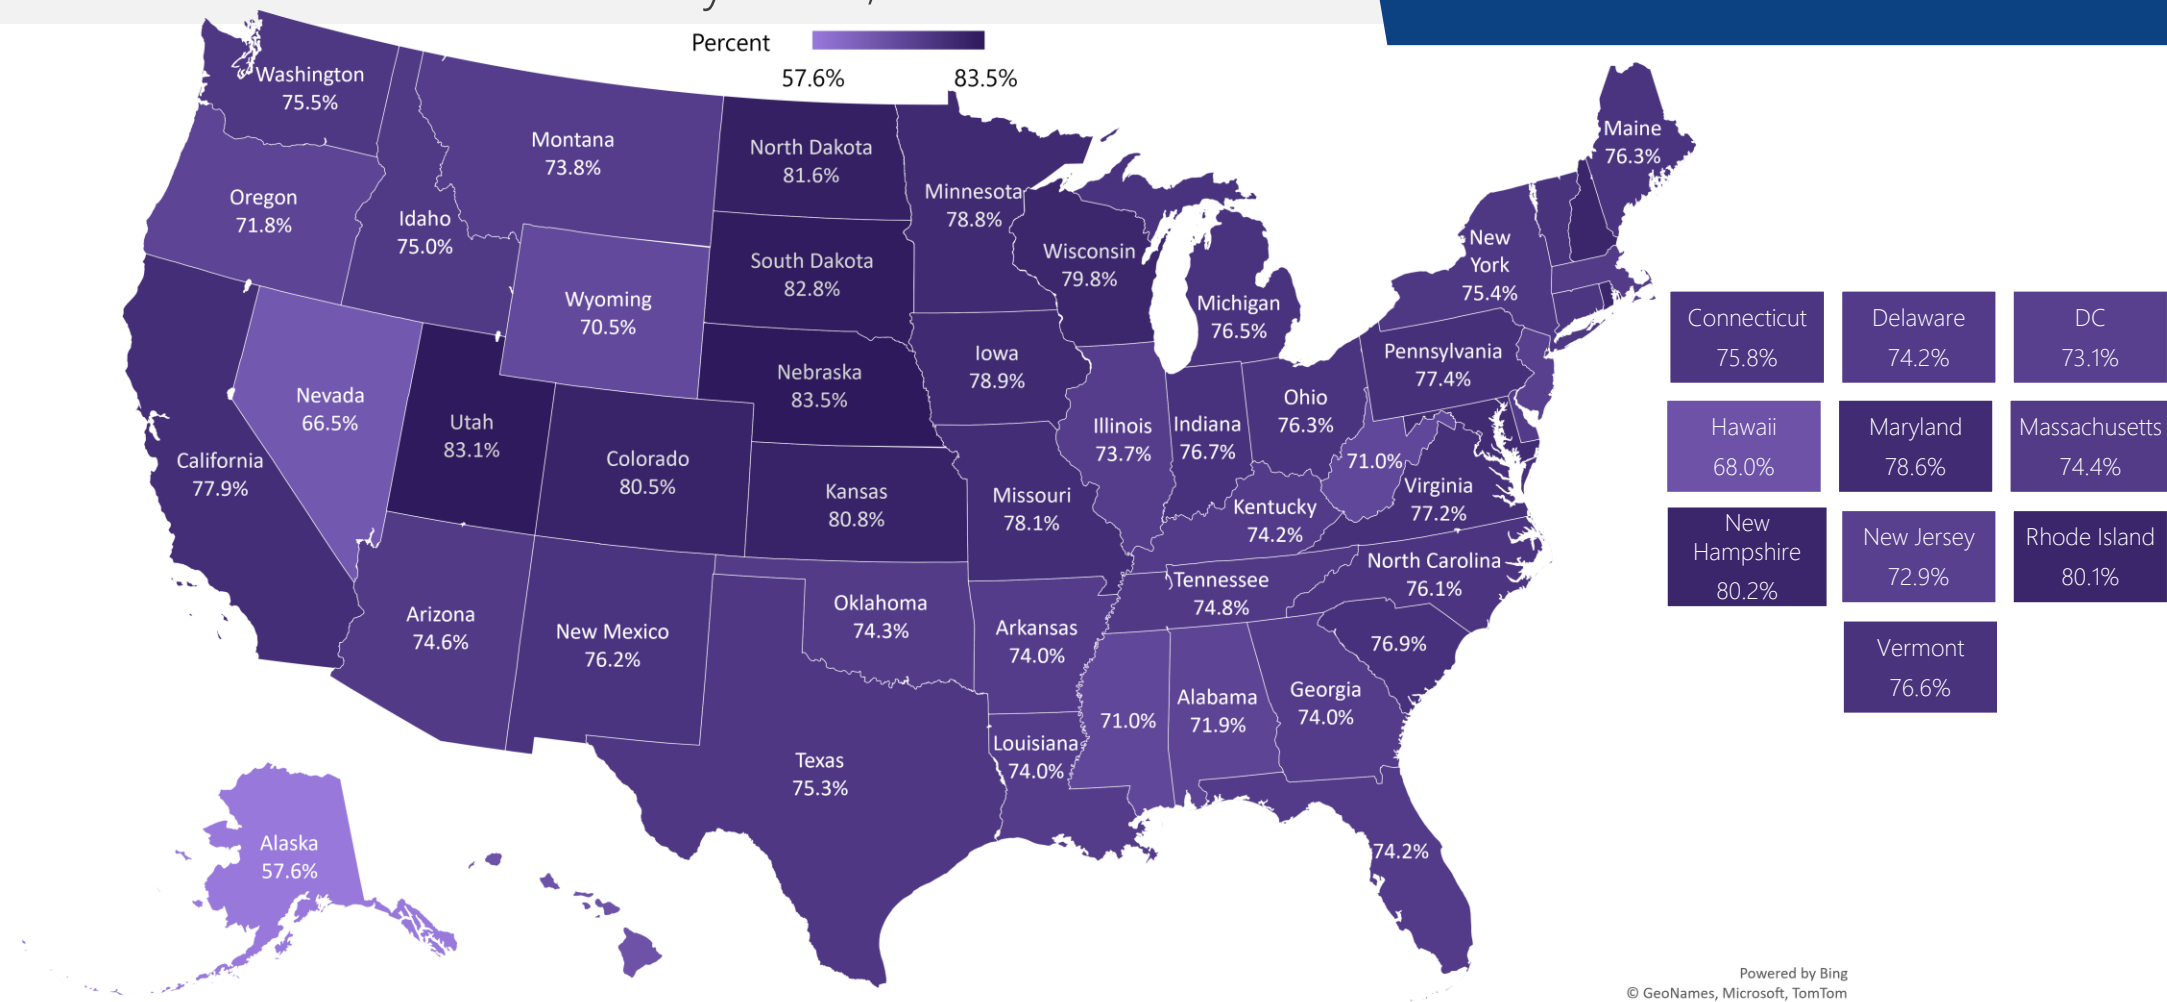 Percent
57.6%
83.5%
Washington
75.5%
Montana
73.8%
North Dakota
81.6%
Minnesota
78.8%
Maine
76.3%
Oregon
71.8%
Idaho
75.0%
Wyoming
70.5%
South Dakota
82.8%
Wisconsin
79.8%
Michigan
76.5%
New
York
75.4%
Nevada
66.5%
Utah
83.1%
Nebraska
83.5%
Iowa
78.9%
Illinois
73.7%
Indiana
76.7%
Ohio
76.3%
Pennsylvania
77.4%
California
77.9%
Colorado
80.5%
Kansas
80.8%
Missouri
78.1%
Kentucky
74.2%
71.0%
Virginia
77.2%
Arizona
74.6%
New Mexico
76.2%
Oklahoma
74.3%
Arkansas
74.0%
Tennessee
74.8%
North Carolina
76.1%
76.9%
Texas
75.3%
Louisiana
74.0%
71.0%
Alabama
71.9%
Georgia
74.0%
74.2%
Alaska
57.6%
Connecticut
75.8%
Delaware
74.2%
DC
73.1%
Hawaii
68.0%
Maryland
78.6%
Massachusetts
74.4%
New
Hampshire
80.2%
New Jersey
72.9%
Rhode Island
80.1%
Vermont
76.6%
Powered by Bing
© GeoNames, Microsoft, TomTom